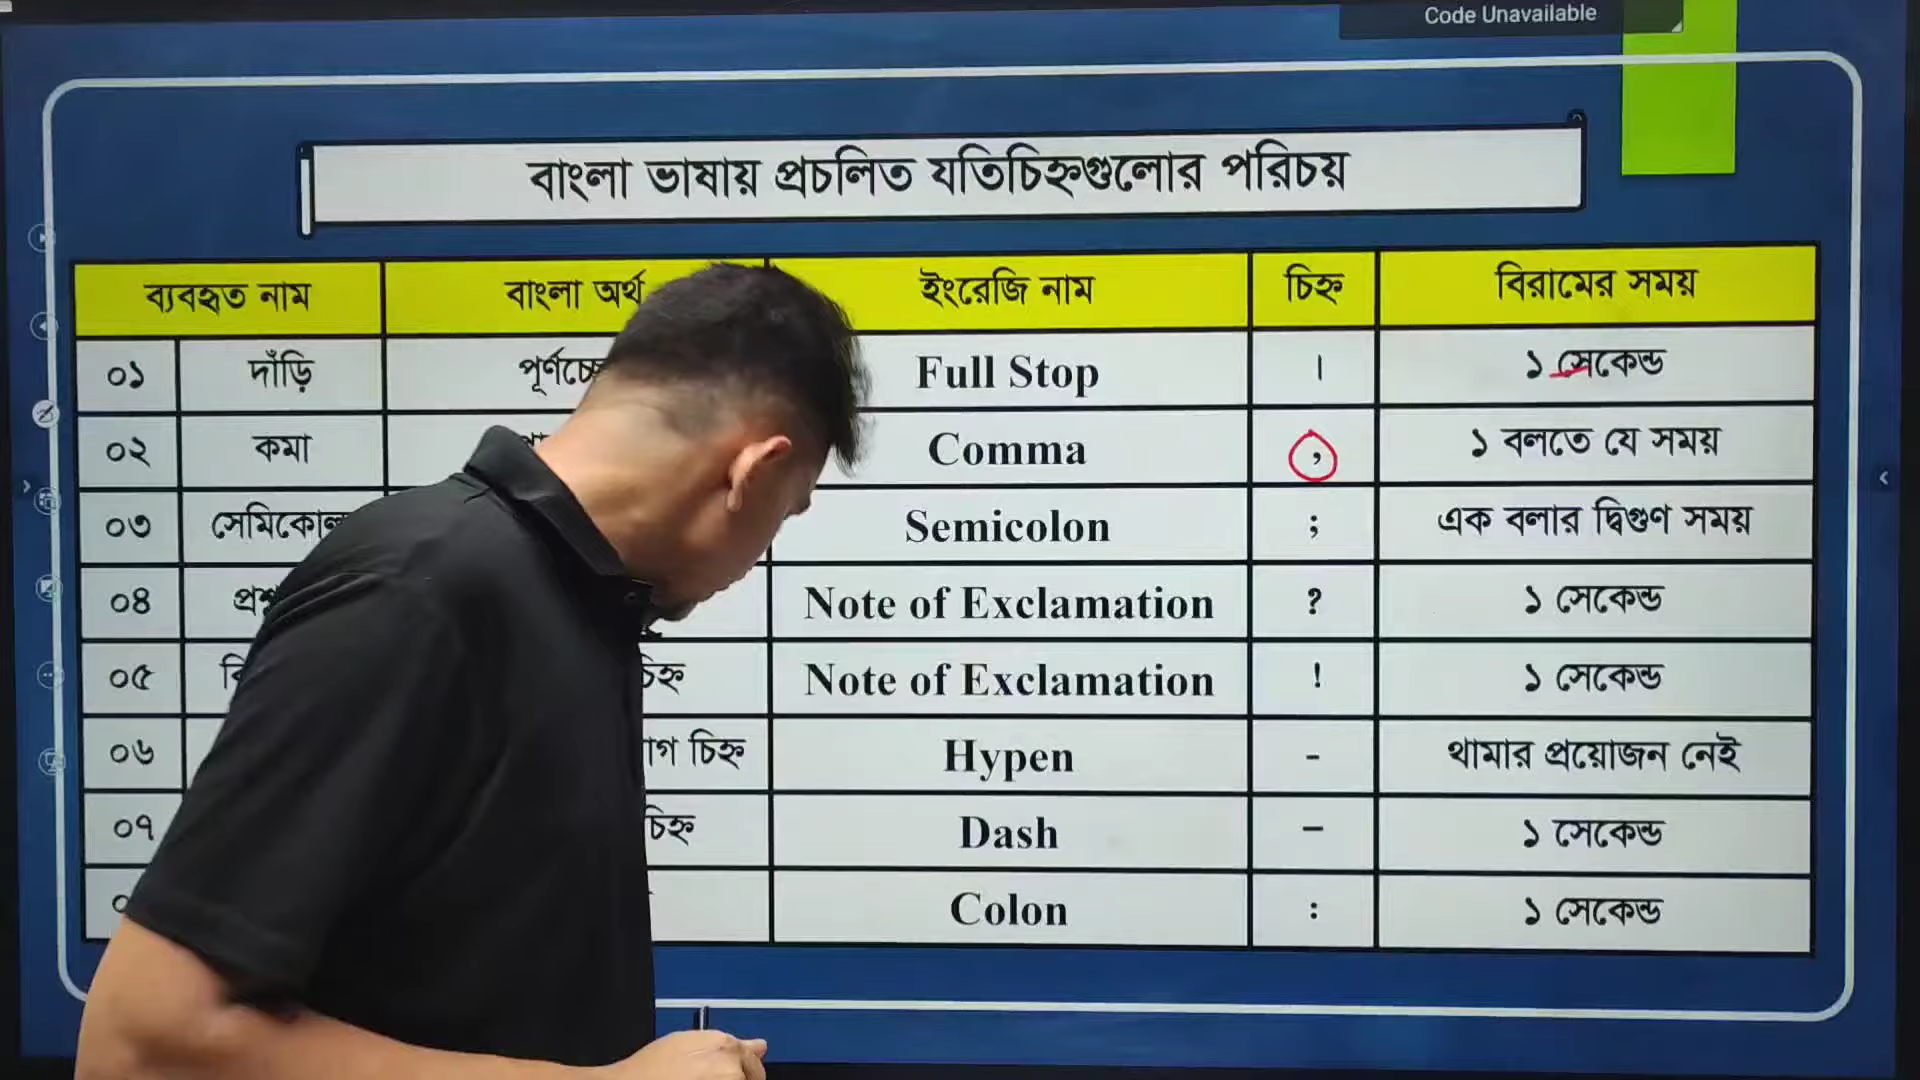 Code Unavailable
বাংলা ভাষায় প্রচলিত যতিচিহ্নগুলোর পরিচয়
ব্যবহৃত নাম বাংলা অর্থ ইংরেজি নাম চিহ্ন বিরামের সময়
০১ দাঁড়ি Full Stop । ১ সেকেন্ড
০২ কমা Comma , ১ বলতে যে সময়
০৩ Semicolon ; এক বলার দ্বিগুণ সময়
০৪ Note of Exclamation ? ১ সেকেন্ড
০৫ চিহ্ন Note of Exclamation ! ১ সেকেন্ড
০৬ চিহ্ন Hypen - থামার প্রয়োজন নেই
০৭ চিহ্ন Dash – ১ সেকেন্ড
Colon : ১ সেকেন্ড